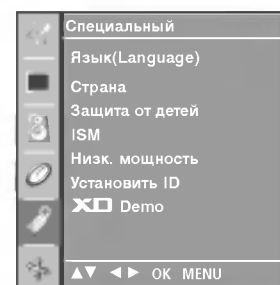 Специальный
Язык(Language)
Страна
Защита от детей
ISM
Низк. мощность
Установить ID
XD Demo
▲▼ ◄► OK MENU